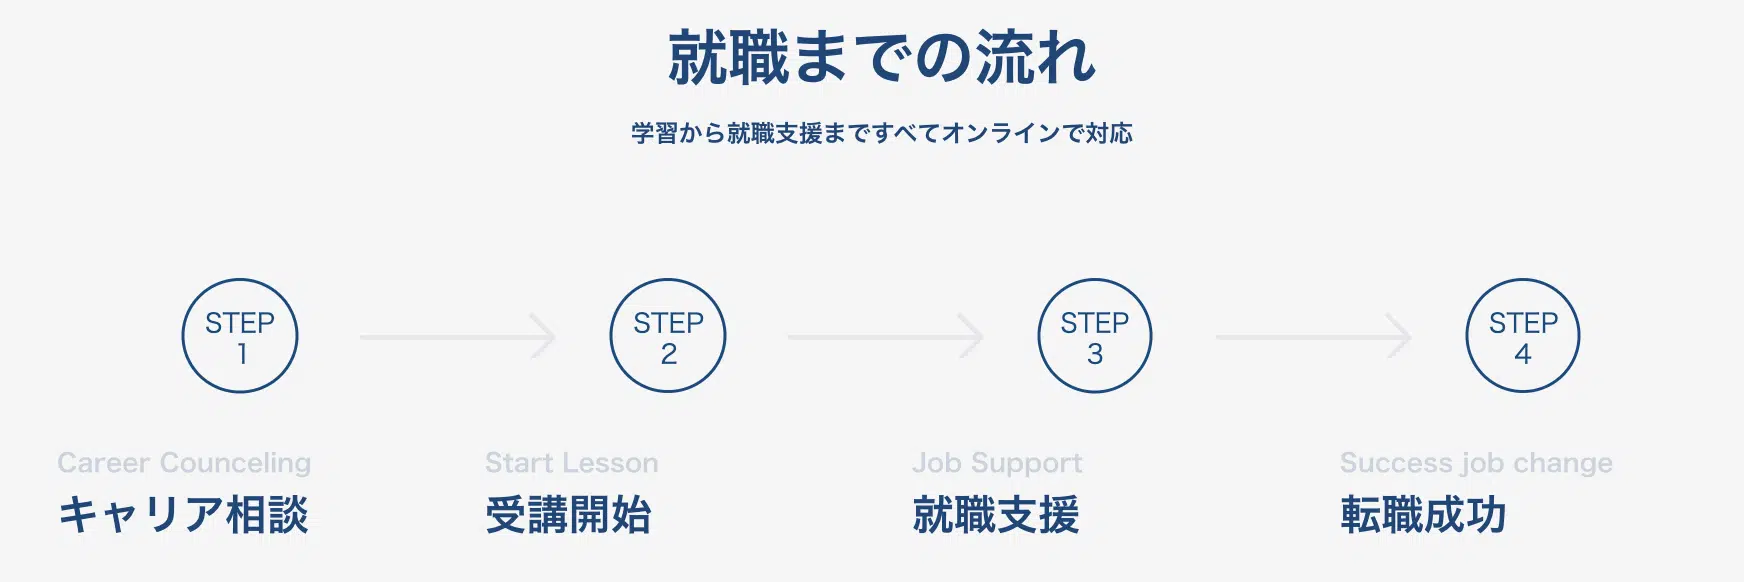 就職までの流れ
学習から就職支援まですべてオンラインで対応
STEP
1
STEP
2
STEP
3
STEP
4
Career Counceling
キャリア相談
Start Lesson
受講開始
Job Support
就職支援
Success job change
転職成功